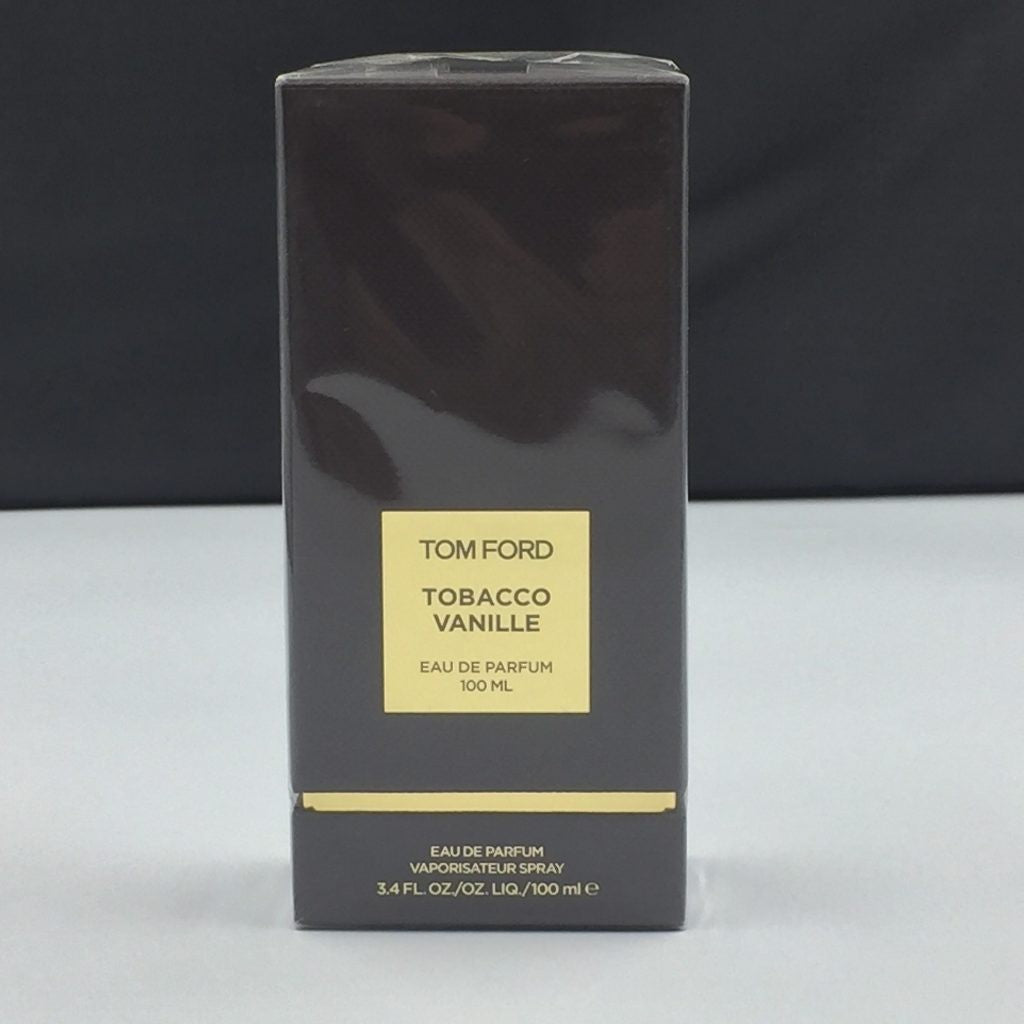 TOM FORD
TOBACCO
VANILLE
EAU DE PARFUM
100 ML
EAU DE PARFUM
VAPORISATEUR SPRAY
3.4 FL. OZ./OZ. LIQ./100 ml ℮